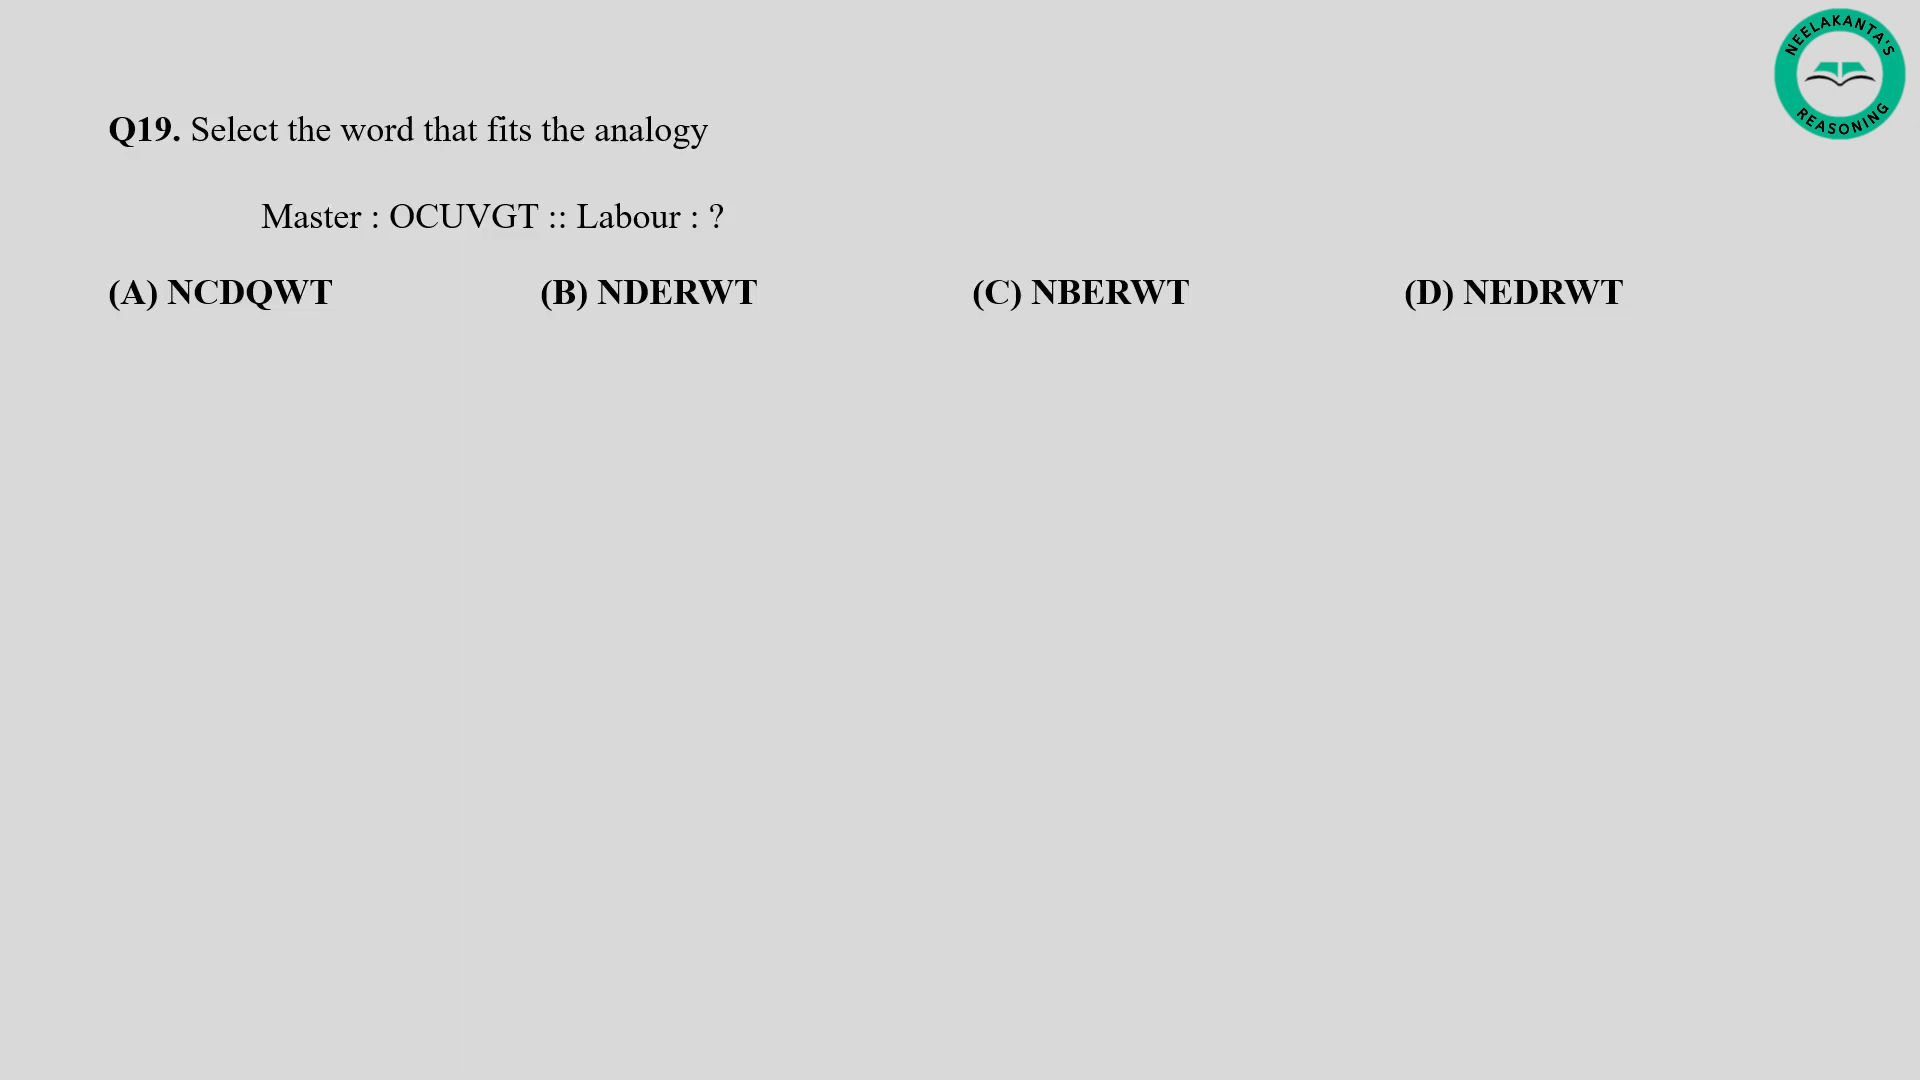 NEELAKANTA'S
REASONING
Q19. Select the word that fits the analogy
Master : OCUVGT :: Labour : ?
(A) NCDQWT (B) NDERWT (C) NBERWT (D) NEDRWT